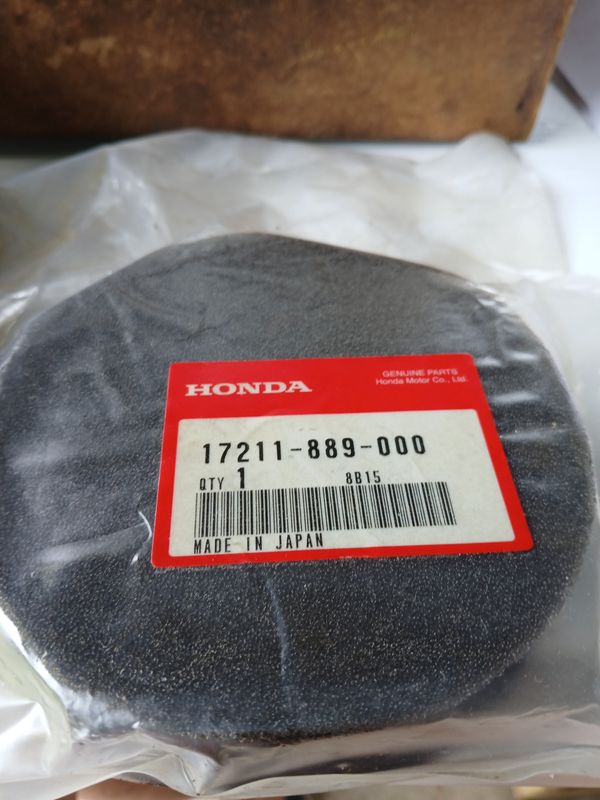 HONDA
GENUINE PARTS
Honda Motor Co., Ltd.
17211-889-000
QTY 1 8B15
MADE IN JAPAN